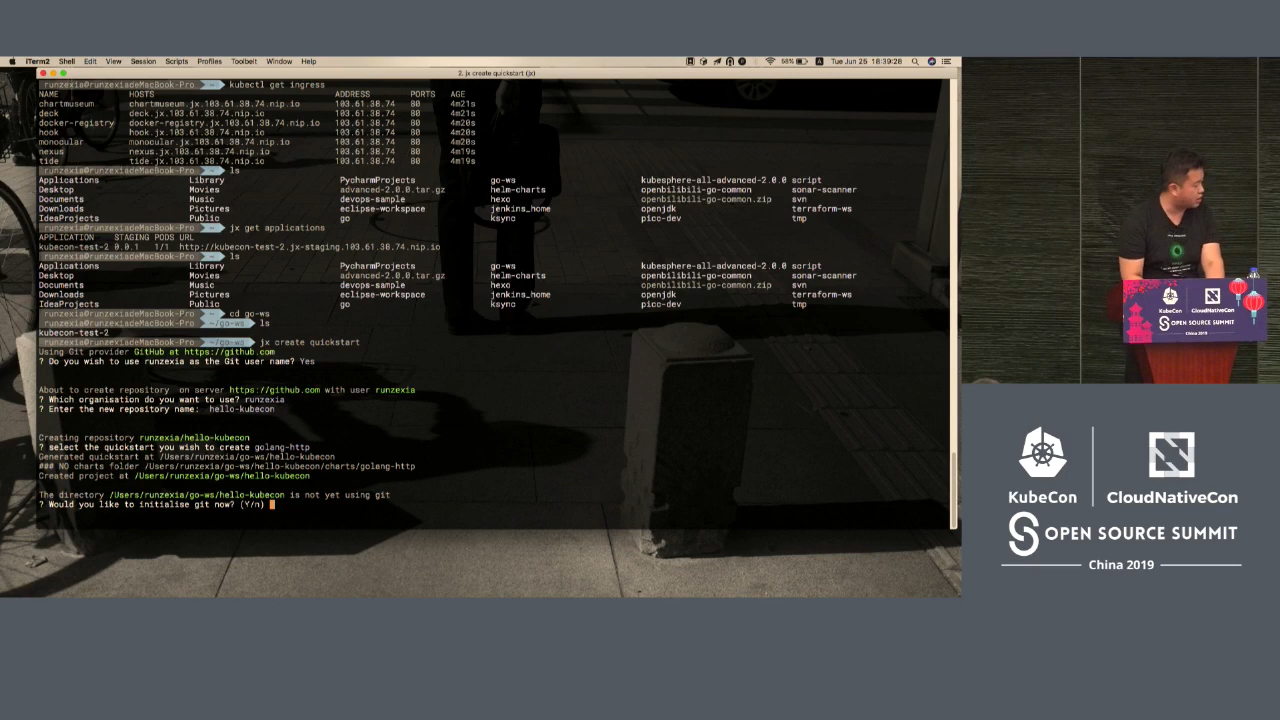 iTerm2 Shell Edit View Session Scripts Profiles Toolbelt Window Help 56% Tue Jun 25 18:39:28
2. jx create quickstart (jx)
runzexia@runzexiadeMacBook-Pro ~ kubectl get ingress
NAME HOSTS ADDRESS PORTS AGE
chartmuseum chartmuseum.jx.103.61.38.74.nip.io 103.61.38.74 80 4m21s
deck deck.jx.103.61.38.74.nip.io 103.61.38.74 80 4m21s
docker-registry docker-registry.jx.103.61.38.74.nip.io 103.61.38.74 80 4m20s
hook hook.jx.103.61.38.74.nip.io 103.61.38.74 80 4m20s
monocular monocular.jx.103.61.38.74.nip.io 103.61.38.74 80 4m20s
nexus nexus.jx.103.61.38.74.nip.io 103.61.38.74 80 4m19s
tide tide.jx.103.61.38.74.nip.io 103.61.38.74 80 4m19s
runzexia@runzexiadeMacBook-Pro ~ ls
Applications Library PycharmProjects go-ws kubesphere-all-advanced-2.0.0 script
Desktop Movies advanced-2.0.0.tar.gz helm-charts openbilibili-go-common sonar-scanner
Documents Music devops-sample hexo openbilibili-go-common.zip svn
Downloads Pictures eclipse-workspace jenkins_home openjdk terraform-ws
IdeaProjects Public go ksync picc-dev tmp
runzexia@runzexiadeMacBook-Pro ~ jx get applications
APPLICATION STAGING PODS URL
kubecon-test-2 0.0.1 1/1 http://kubecon-test-2.jx-staging.103.61.38.74.nip.io
runzexia@runzexiadeMacBook-Pro ~ ls
Applications Library PycharmProjects go-ws kubesphere-all-advanced-2.0.0 script
Desktop Movies advanced-2.0.0.tar.gz helm-charts openbilibili-go-common sonar-scanner
Documents Music devops-sample hexo openbilibili-go-common.zip svn
Downloads Pictures eclipse-workspace jenkins_home openjdk terraform-ws
IdeaProjects Public go ksync picc-dev tmp
runzexia@runzexiadeMacBook-Pro ~ cd go-ws
runzexia@runzexiadeMacBook-Pro ~/go-ws ls
kubecon-test-2
runzexia@runzexiadeMacBook-Pro ~/go-ws jx create quickstart
Using Git provider GitHub at https://github.com
? Do you wish to use runzexia as the Git user name? Yes
About to create repository on server https://github.com with user runzexia
? Which organisation do you want to use? runzexia
? Enter the new repository name: hello-kubecon
Creating repository runzexia/hello-kubecon
? select the quickstart you wish to create golang-http
Generated quickstart at /Users/runzexia/go-ws/hello-kubecon
### NO charts folder /Users/runzexia/go-ws/hello-kubecon/charts/golang-http
Created project at /Users/runzexia/go-ws/hello-kubecon
The directory /Users/runzexia/go-ws/hello-kubecon is not yet using git
? Would you like to initialise git now? (Y/n)
KubeCon CloudNativeCon
OPEN SOURCE SUMMIT
China 2019
KubeCon CloudNativeCon
OPEN SOURCE SUMMIT
China 2019